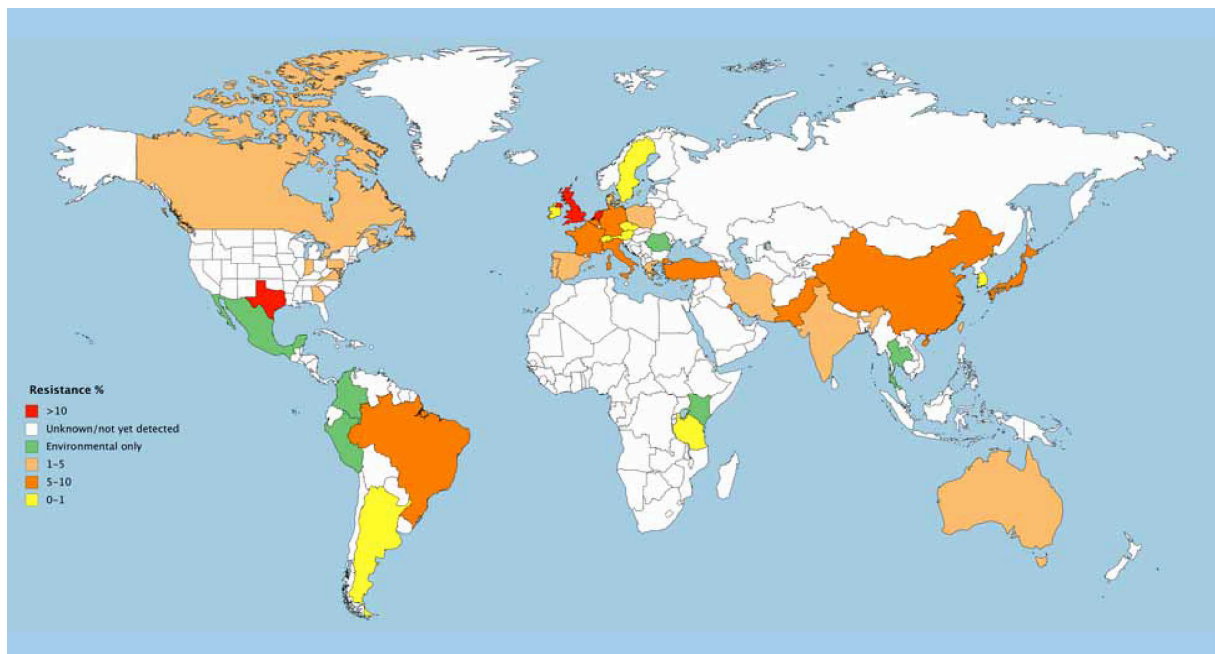 Resistance %
>10
Unknown/not yet detected
Environmental only
1-5
5-10
0-1